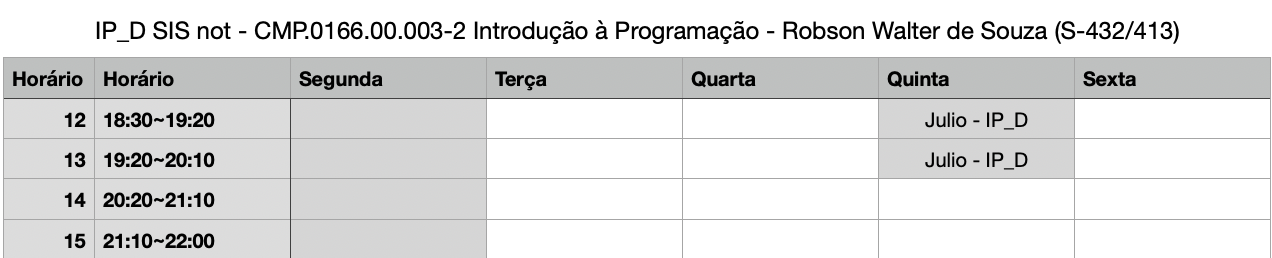 IP_D SIS not - CMP.0166.00.003-2 Introdução à Programação - Robson Walter de Souza (S-432/413)
Horário Horário Segunda Terça Quarta Quinta Sexta
12 18:30~19:20 Julio - IP_D
13 19:20~20:10 Julio - IP_D
14 20:20~21:10
15 21:10~22:00